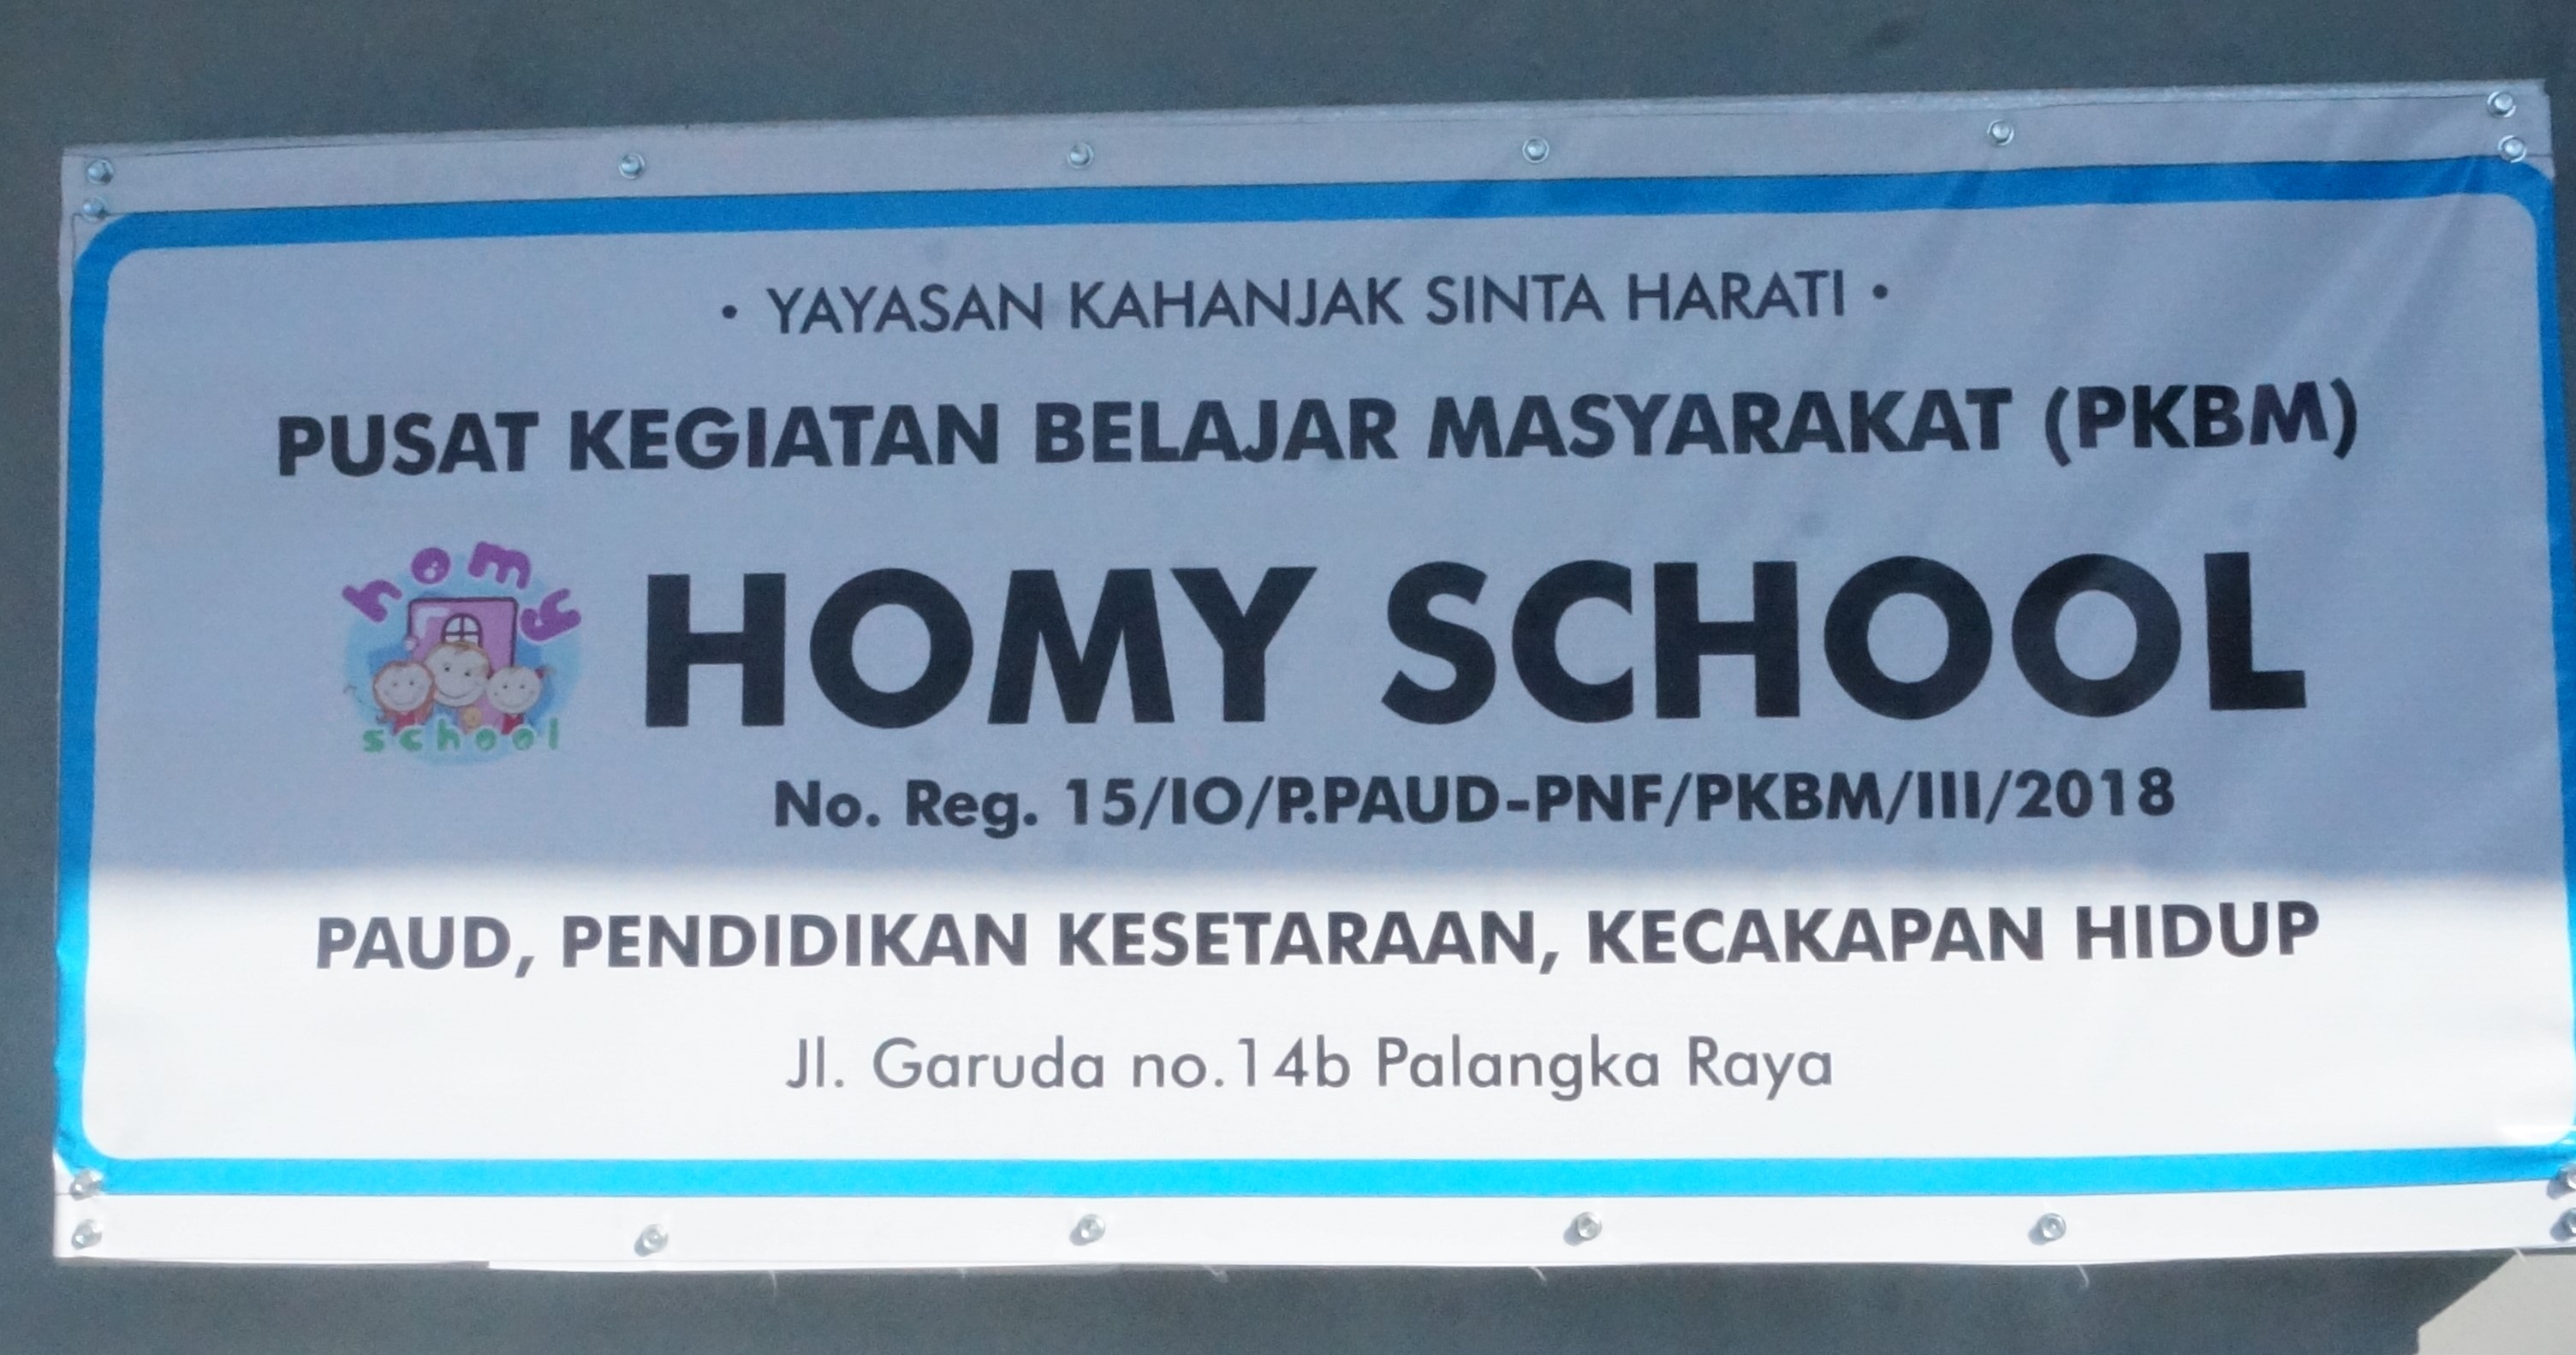 • YAYASAN KAHANJAK SINTA HARATI •
PUSAT KEGIATAN BELAJAR MASYARAKAT (PKBM)
homy
school
HOMY SCHOOL
No. Reg. 15/IO/P.PAUD-PNF/PKBM/III/2018
PAUD, PENDIDIKAN KESETARAAN, KECAKAPAN HIDUP
Jl. Garuda no.14b Palangka Raya